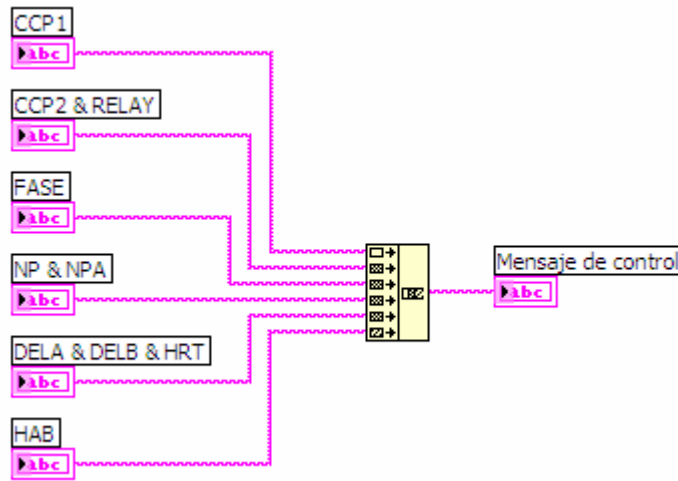 CCP1
abc
CCP2 & RELAY
abc
FASE
abc
NP & NPA
abc
Mensaje de control
abc
DELA & DELB & HRT
abc
HAB
abc